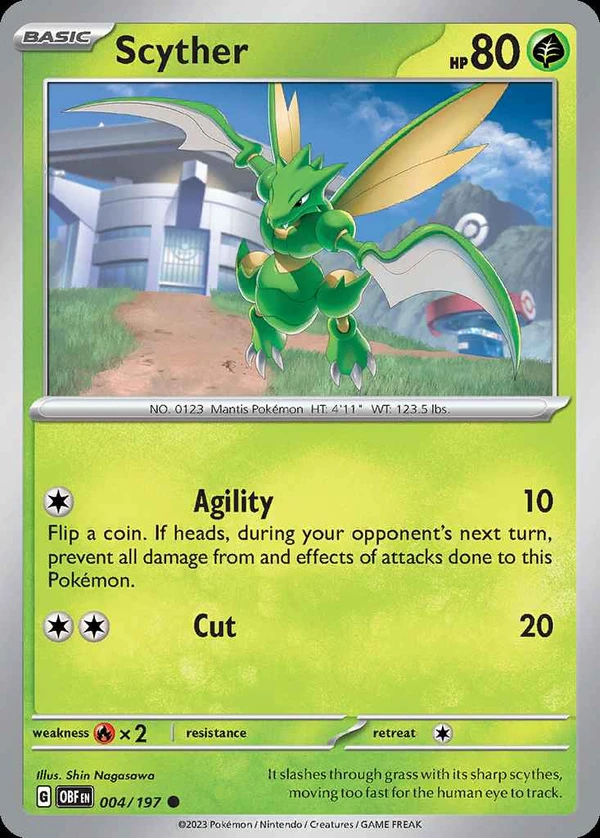 BASIC
Scyther
HP 80
NO. 0123 Mantis Pokémon HT: 4'11" WT: 123.5 lbs.
Agility 10
Flip a coin. If heads, during your opponent's next turn,
prevent all damage from and effects of attacks done to this
Pokémon.
Cut 20
weakness ×2 resistance retreat
Illus. Shin Nagasawa
It slashes through grass with its sharp scythes,
moving too fast for the human eye to track.
G OBF EN 004/197
©2023 Pokémon / Nintendo / Creatures / GAME FREAK